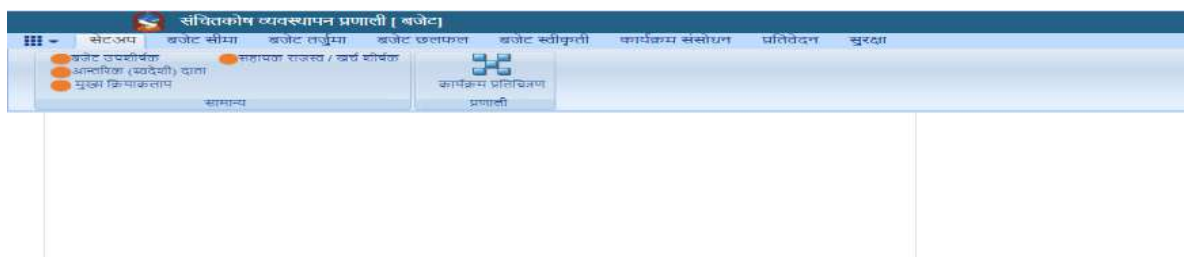 संचितकोष व्यवस्थापन प्रणाली [ बजेट]
सेटअप बजेट सीमा बजेट तर्जुमा बजेट छलफल बजेट स्वीकृती कार्यक्रम संसोधन प्रतिवेदन सुरक्षा
बजेट उपशीर्षक सहायक राजस्व / खर्च शीर्षक
आन्तरिक (स्वदेशी) दाता
मुख्य क्रियाकलाप
कार्यक्रम प्रतिचित्रण
सामान्य प्रणाली